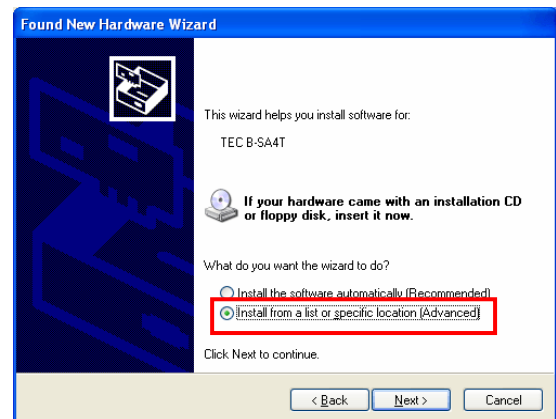 Found New Hardware Wizard
This wizard helps you install software for:
TEC B-SA4T
If your hardware came with an installation CD
or floppy disk, insert it now.
What do you want the wizard to do?
Install the software automatically (Recommended)
Install from a list or specific location (Advanced)
Click Next to continue.
< Back
Next >
Cancel